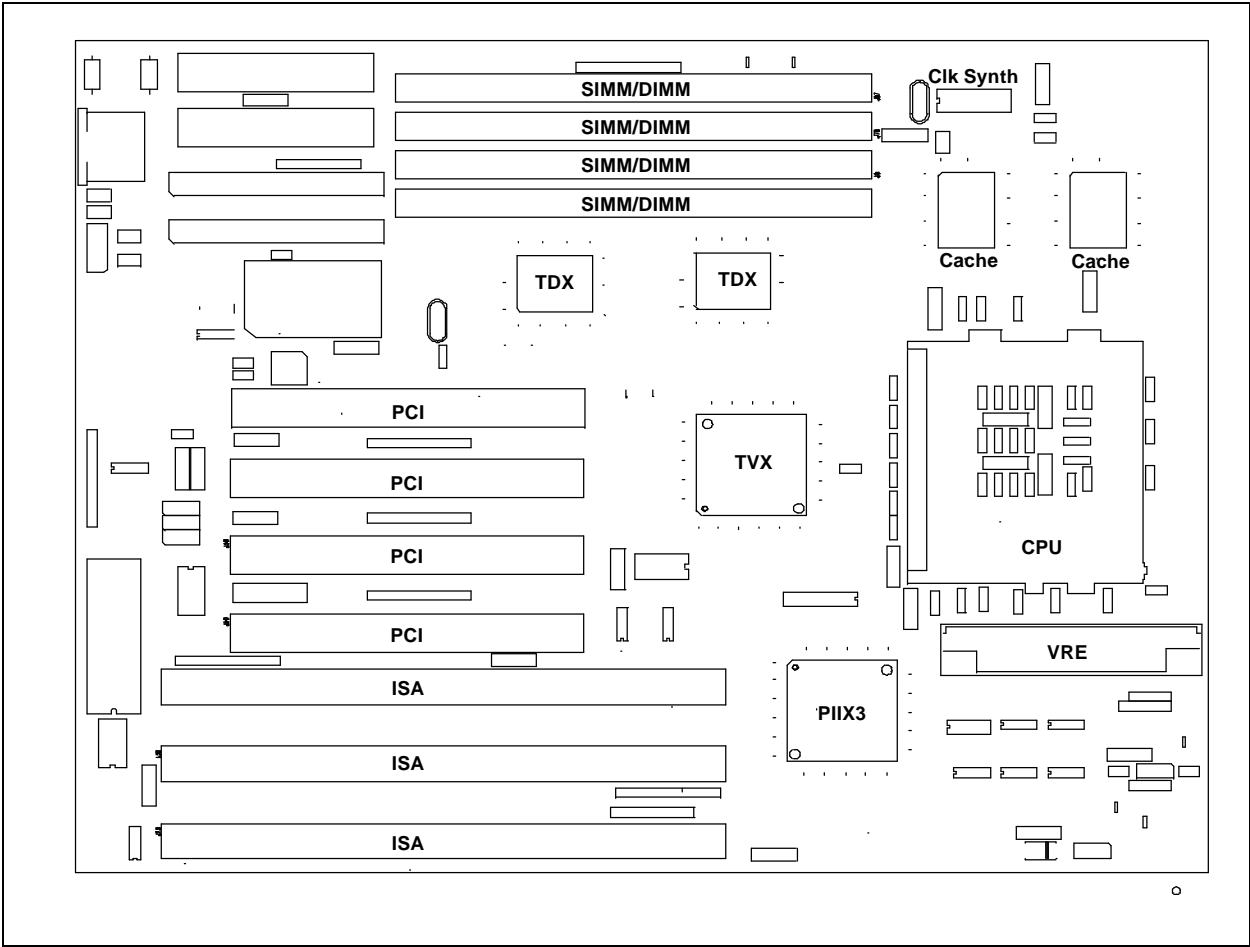 Clk Synth
SIMM/DIMM
SIMM/DIMM
SIMM/DIMM
SIMM/DIMM
Cache
Cache
TDX
TDX
PCI
TVX
PCI
PCI
CPU
PCI
VRE
ISA
PIIX3
ISA
ISA